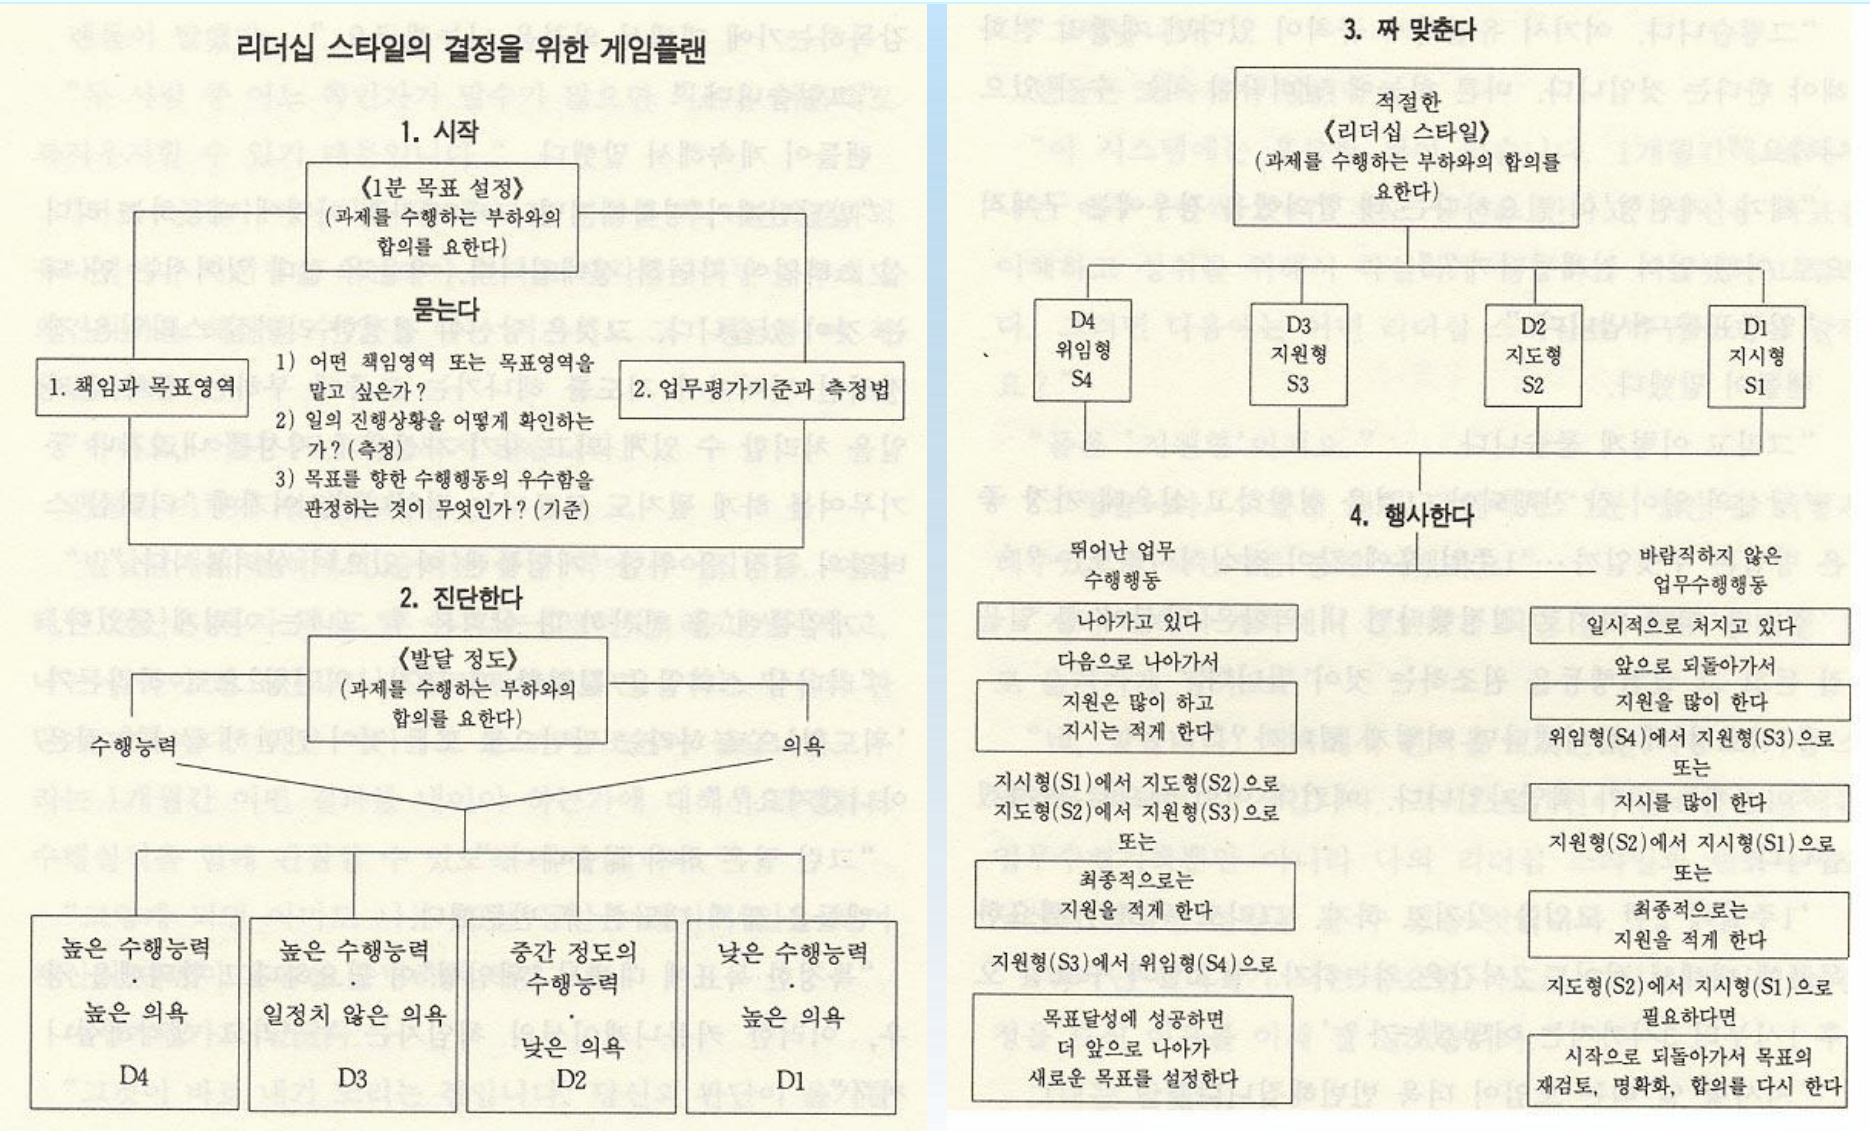 리더십 스타일의 결정을 위한 게임플랜
1. 시작
《1분 목표 설정》
(과제를 수행하는 부하와의
합의를 요한다)
묻는다
1. 책임과 목표영역
1) 어떤 책임영역 또는 목표영역을
맡고 싶은가?
2) 일의 진행상황을 어떻게 확인하는
가? (측정)
3) 목표를 향한 수행행동의 우수함을
판정하는 것이 무엇인가? (기준)
2. 업무평가기준과 측정법
2. 진단한다
《발달 정도》
(과제를 수행하는 부하와의
합의를 요한다)
수행능력
의욕
높은 수행능력
·
높은 의욕
D4
높은 수행능력
·
일정치 않은 의욕
D3
중간 정도의
수행능력
·
낮은 의욕
D2
낮은 수행능력
·
높은 의욕
D1
3. 짜 맞춘다
적절한
《리더십 스타일》
(과제를 수행하는 부하와의 합의를
요한다)
D4
위임형
S4
D3
지원형
S3
D2
지도형
S2
D1
지시형
S1
4. 행사한다
뛰어난 업무
수행행동
나아가고 있다
다음으로 나아가서
지원은 많이 하고
지시는 적게 한다
지시형(S1)에서 지도형(S2)으로
지도형(S2)에서 지원형(S3)으로
또는
최종적으로는
지원을 적게 한다
지원형(S3)에서 위임형(S4)으로
목표달성에 성공하면
더 앞으로 나아가
새로운 목표를 설정한다
바람직하지 않은
업무수행행동
일시적으로 처지고 있다
앞으로 되돌아가서
지원을 많이 한다
위임형(S4)에서 지원형(S3)으로
또는
지시를 많이 한다
지원형(S2)에서 지시형(S1)으로
또는
최종적으로는
지원을 적게 한다
지도형(S2)에서 지시형(S1)으로
필요하다면
시작으로 되돌아가서 목표의
재검토, 명확화, 합의를 다시 한다